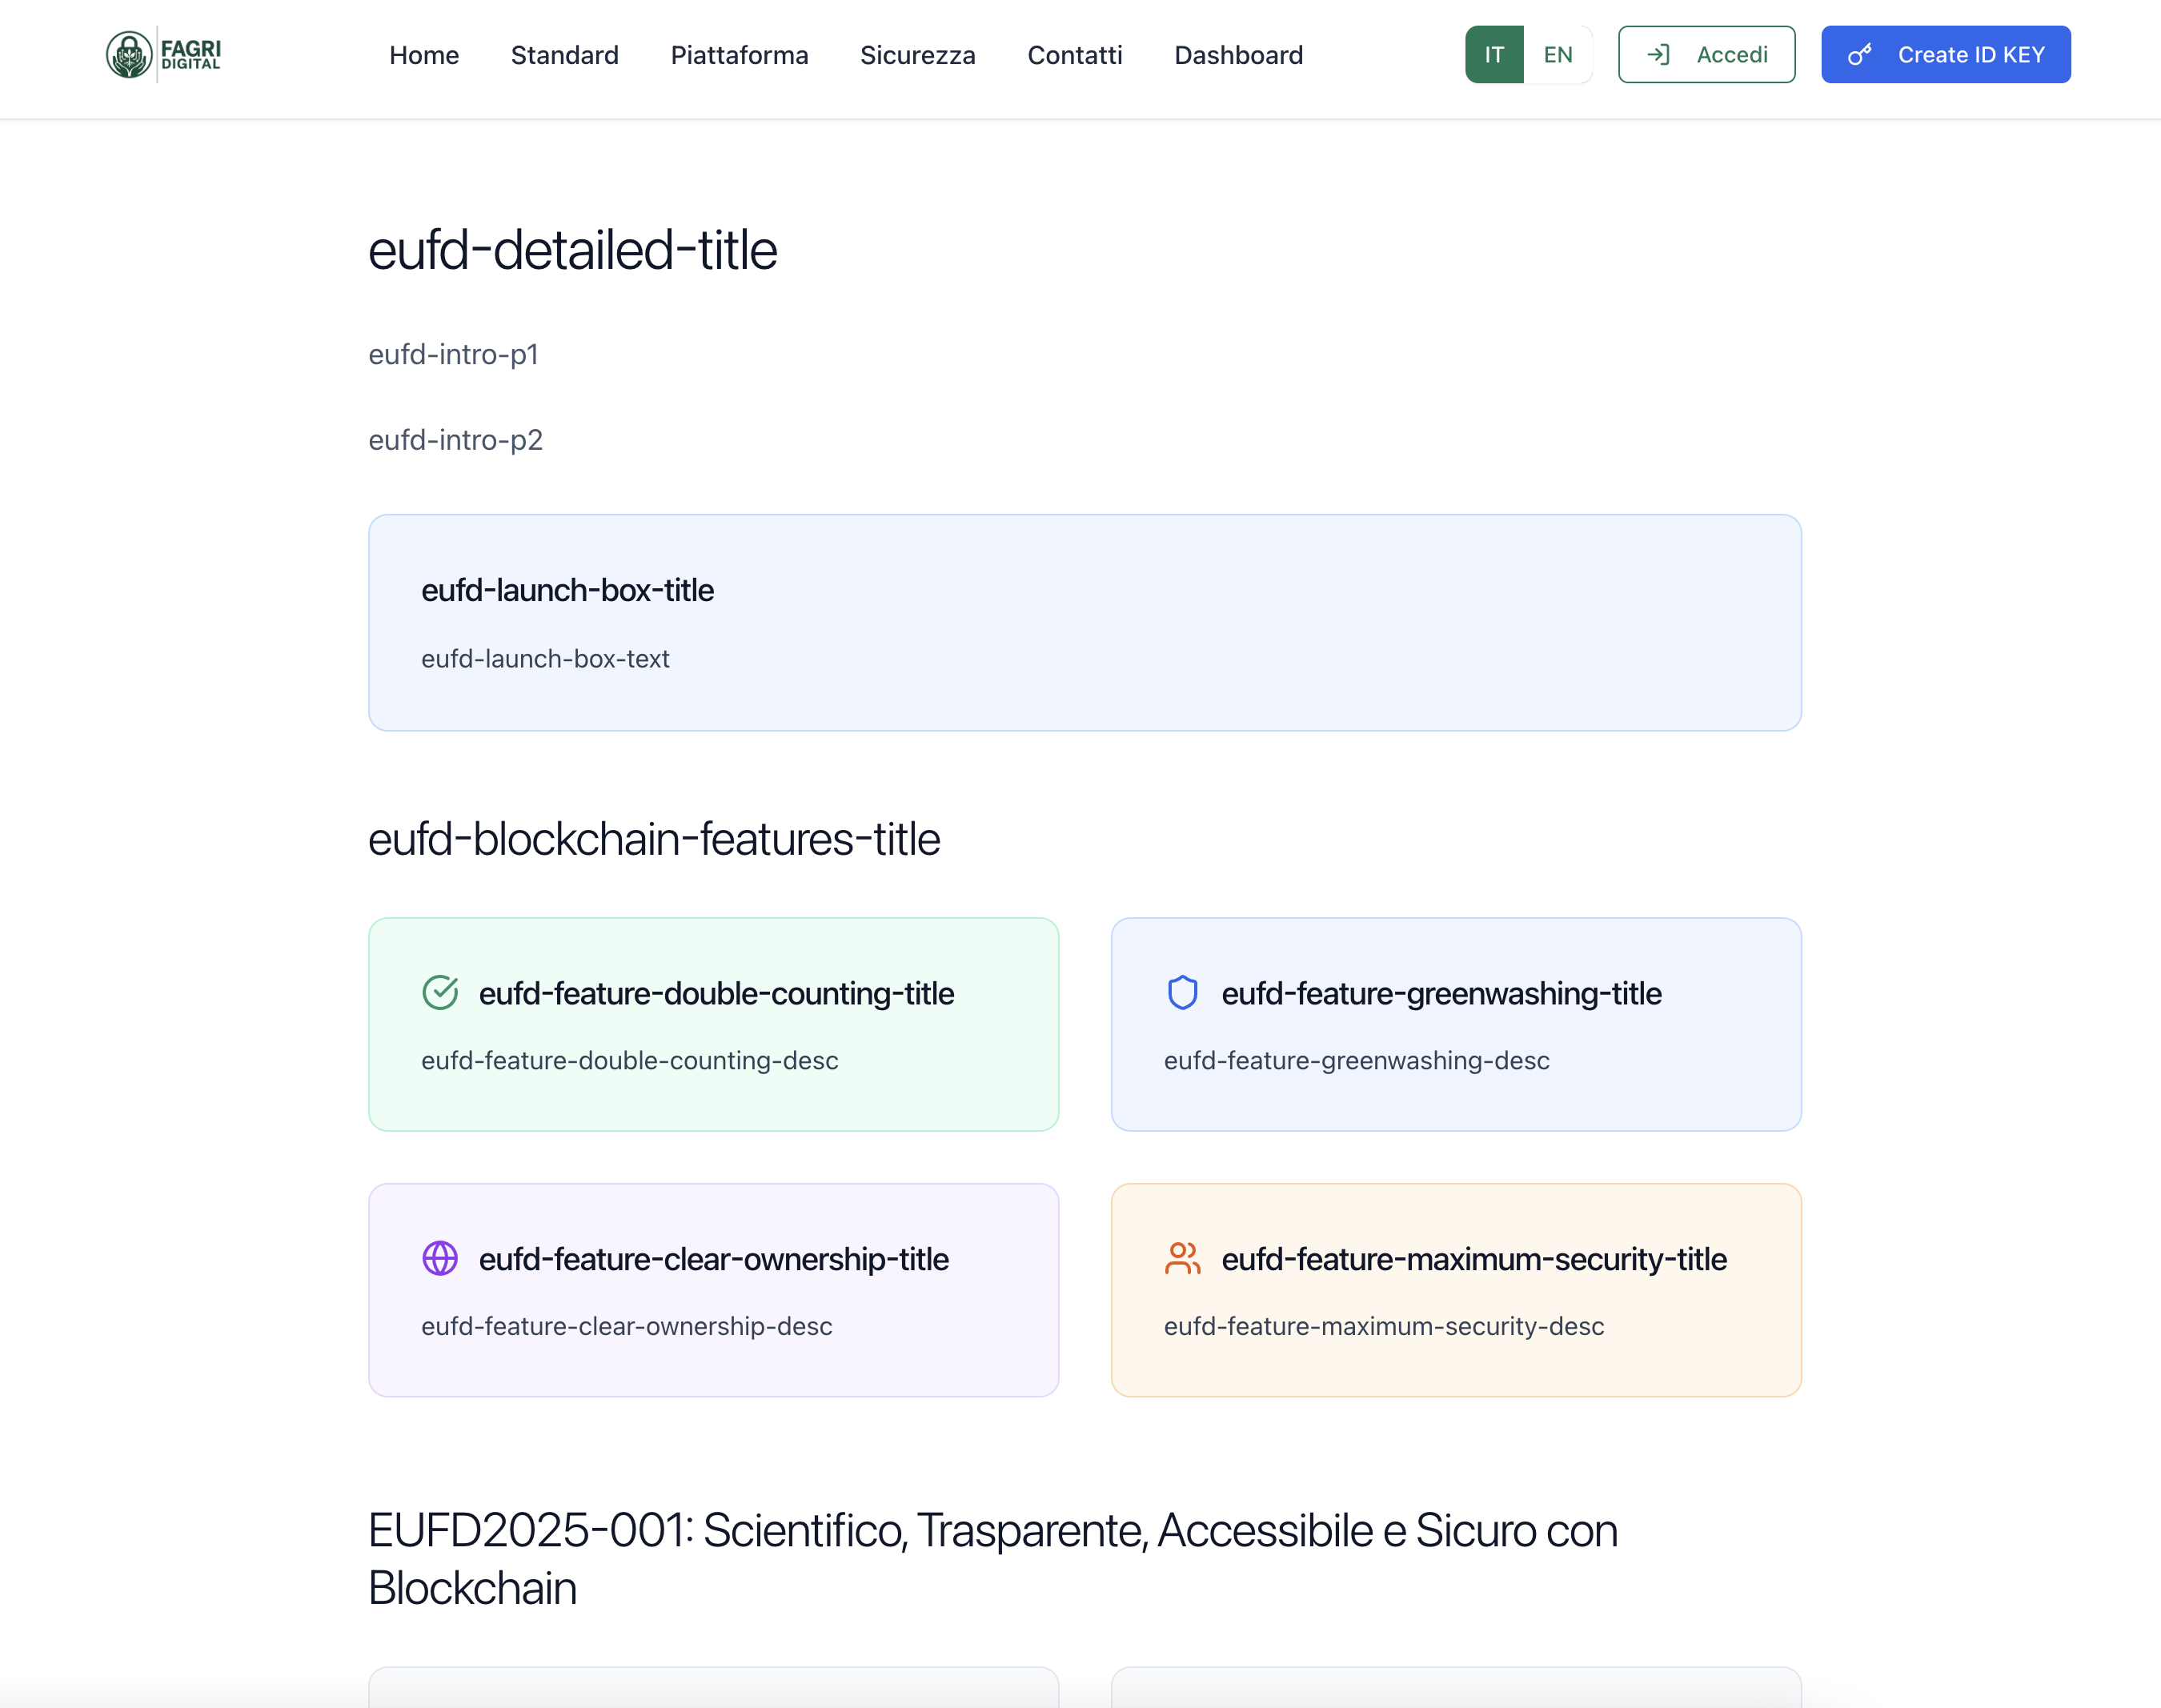 FAGRI
DIGITAL
Home Standard Piattaforma Sicurezza Contatti Dashboard IT EN Accedi Create ID KEY
eufd-detailed-title
eufd-intro-p1
eufd-intro-p2
eufd-launch-box-title
eufd-launch-box-text
eufd-blockchain-features-title
eufd-feature-double-counting-title
eufd-feature-double-counting-desc
eufd-feature-greenwashing-title
eufd-feature-greenwashing-desc
eufd-feature-clear-ownership-title
eufd-feature-clear-ownership-desc
eufd-feature-maximum-security-title
eufd-feature-maximum-security-desc
EUFD2025-001: Scientifico, Trasparente, Accessibile e Sicuro con
Blockchain